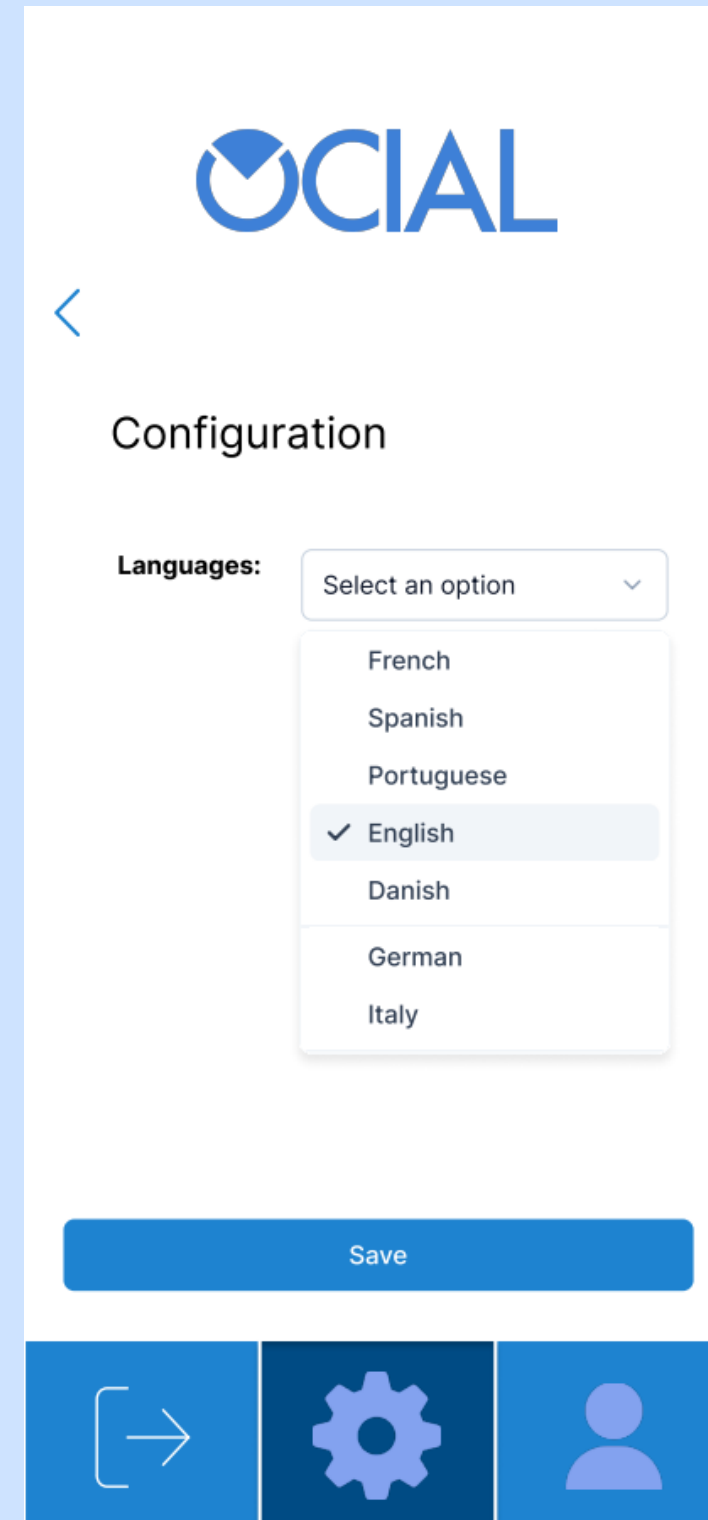 OCIAL
Configuration
Languages:
Select an option
French
Spanish
Portuguese
English
Danish
German
Italy
Save